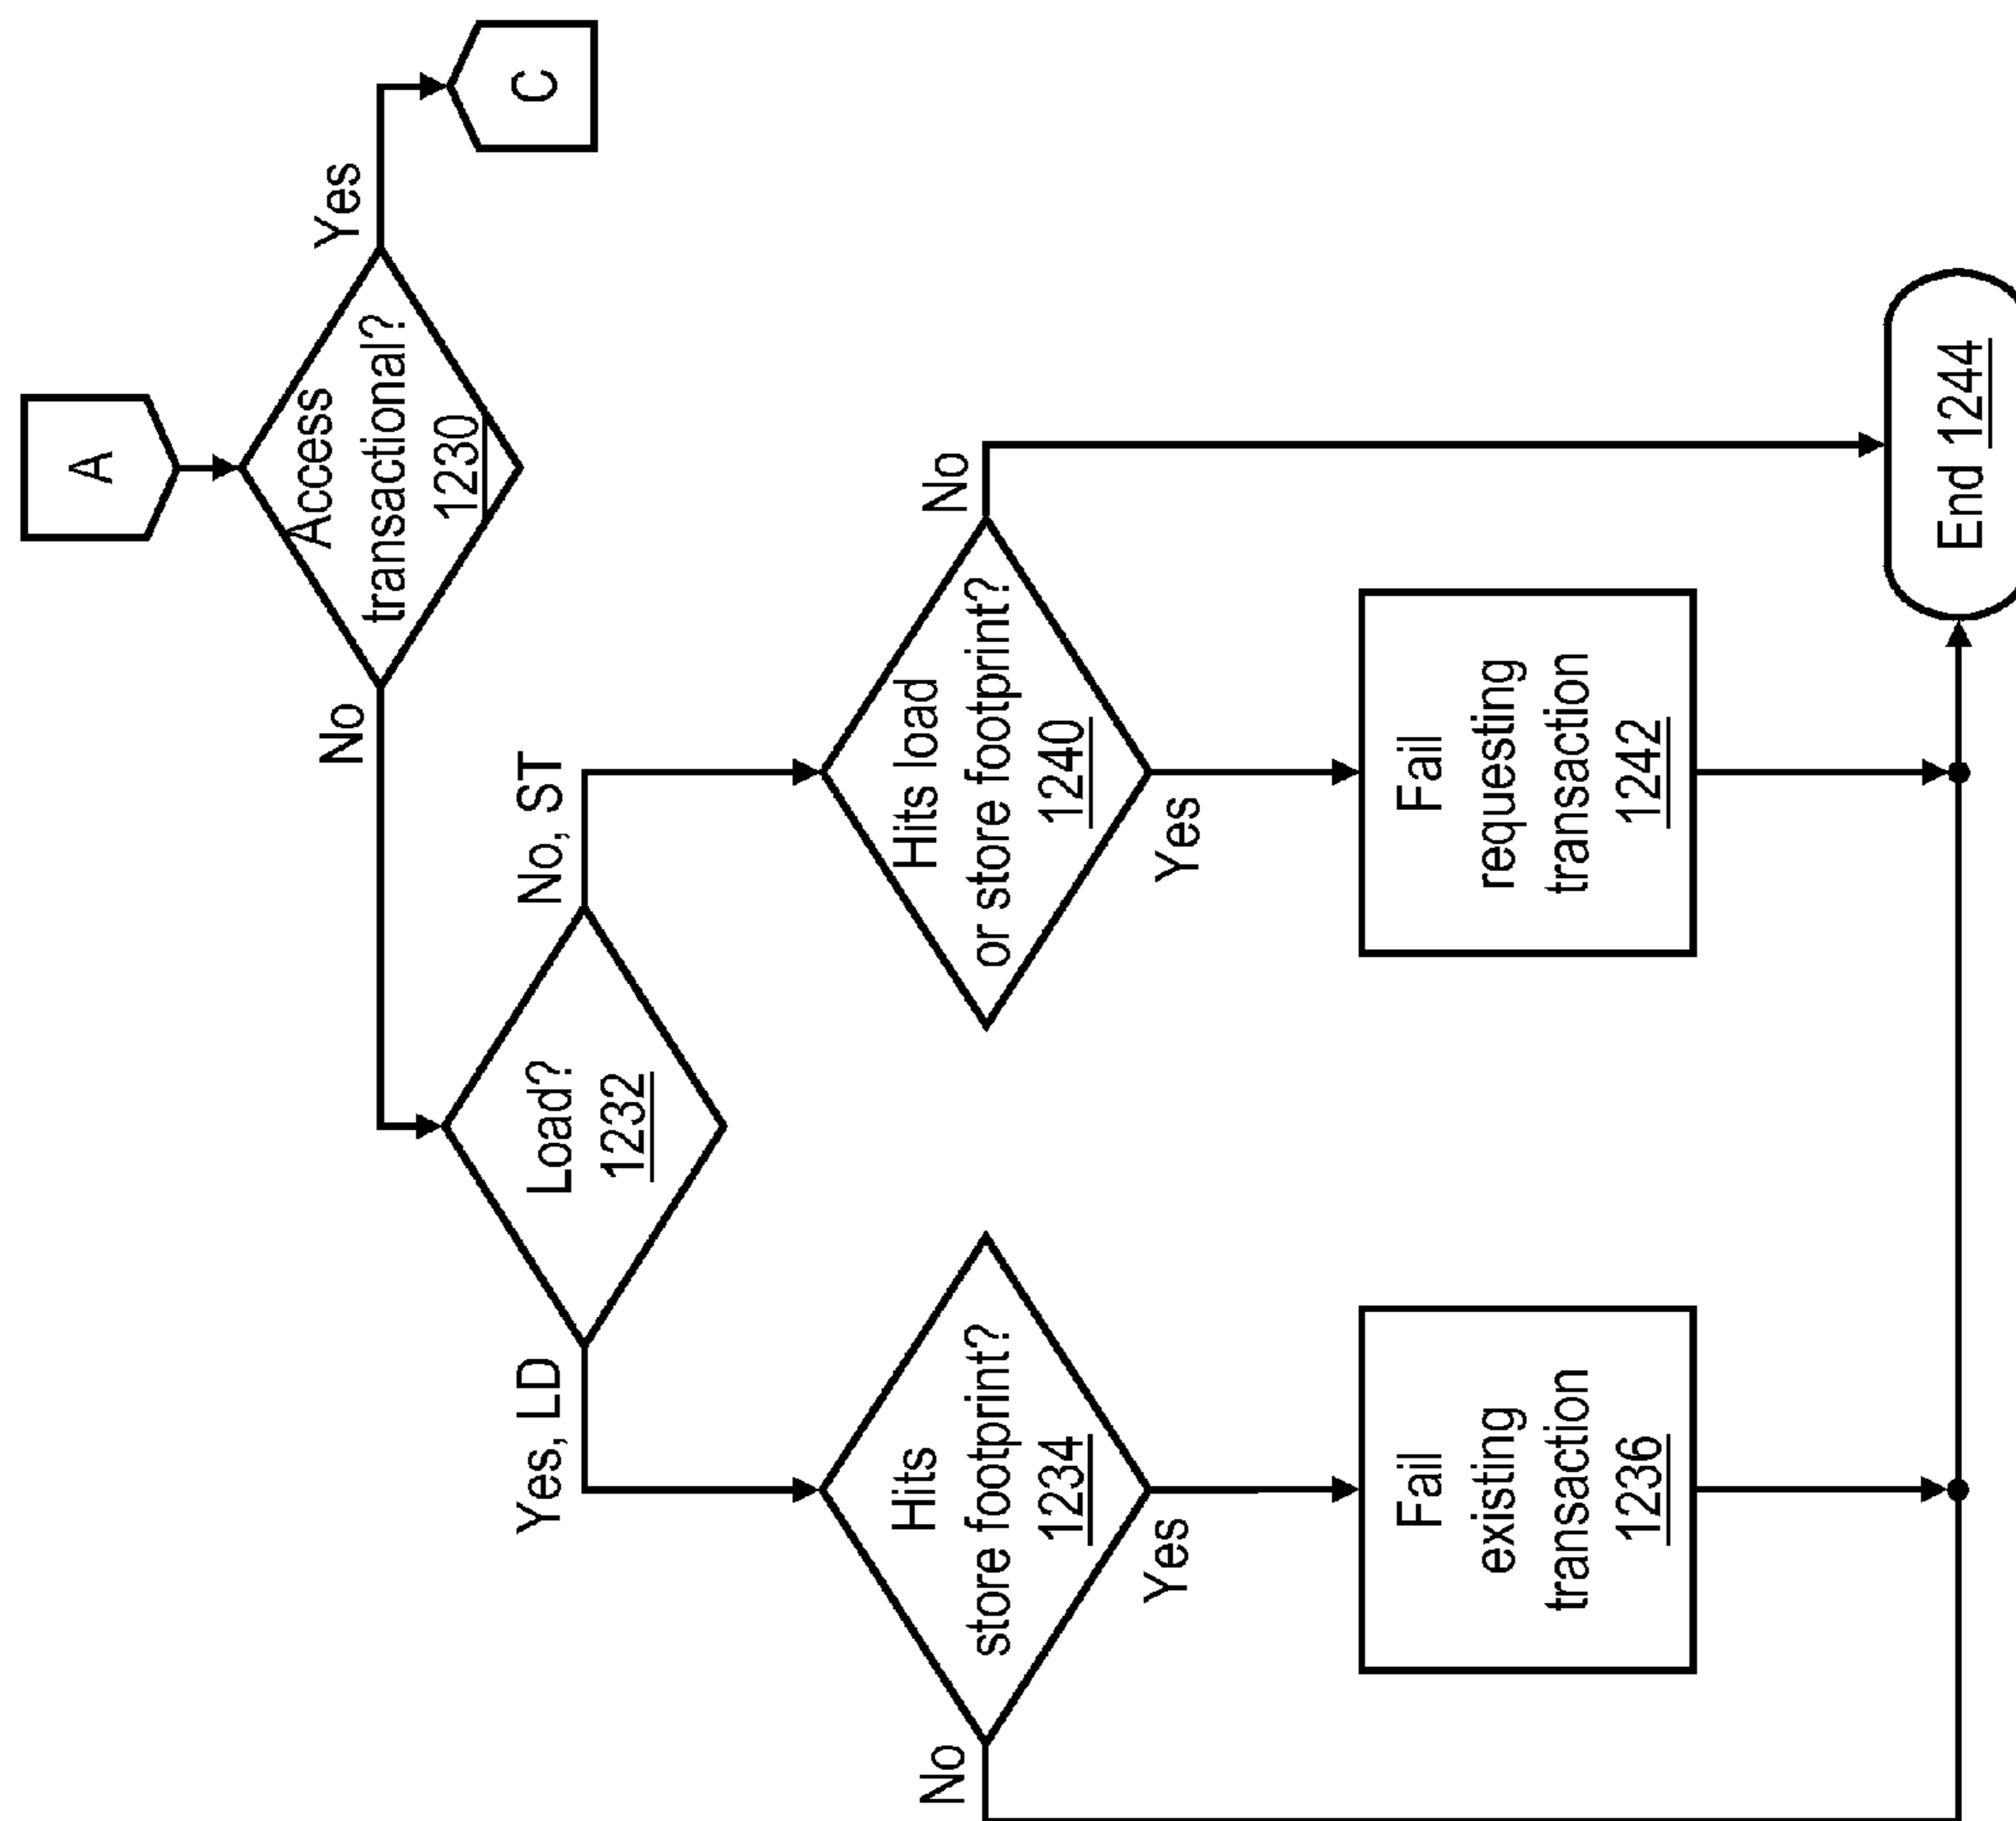 A
Access
transactional?
1230
Yes
C
No
Load?
1232
Yes, LD
No, ST
Hits
store footprint?
1234
No
Yes
Hits load
or store footprint?
1240
No
Yes
Fail
existing
transaction
1236
Fail
requesting
transaction
1242
End 1244